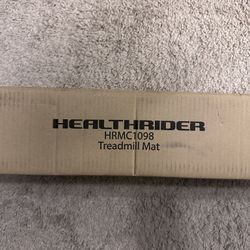 HEALTHRIDER
HRMC1098
Treadmill Mat